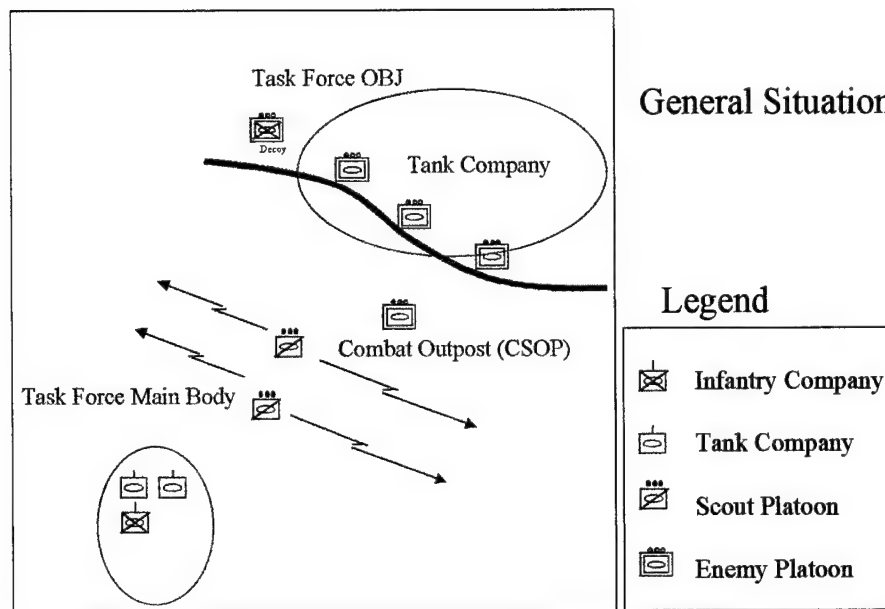 Task Force OBJ
General Situation
Decoy
Tank Company
Legend
Combat Outpost (CSOP)
Task Force Main Body
Infantry Company
Tank Company
Scout Platoon
Enemy Platoon